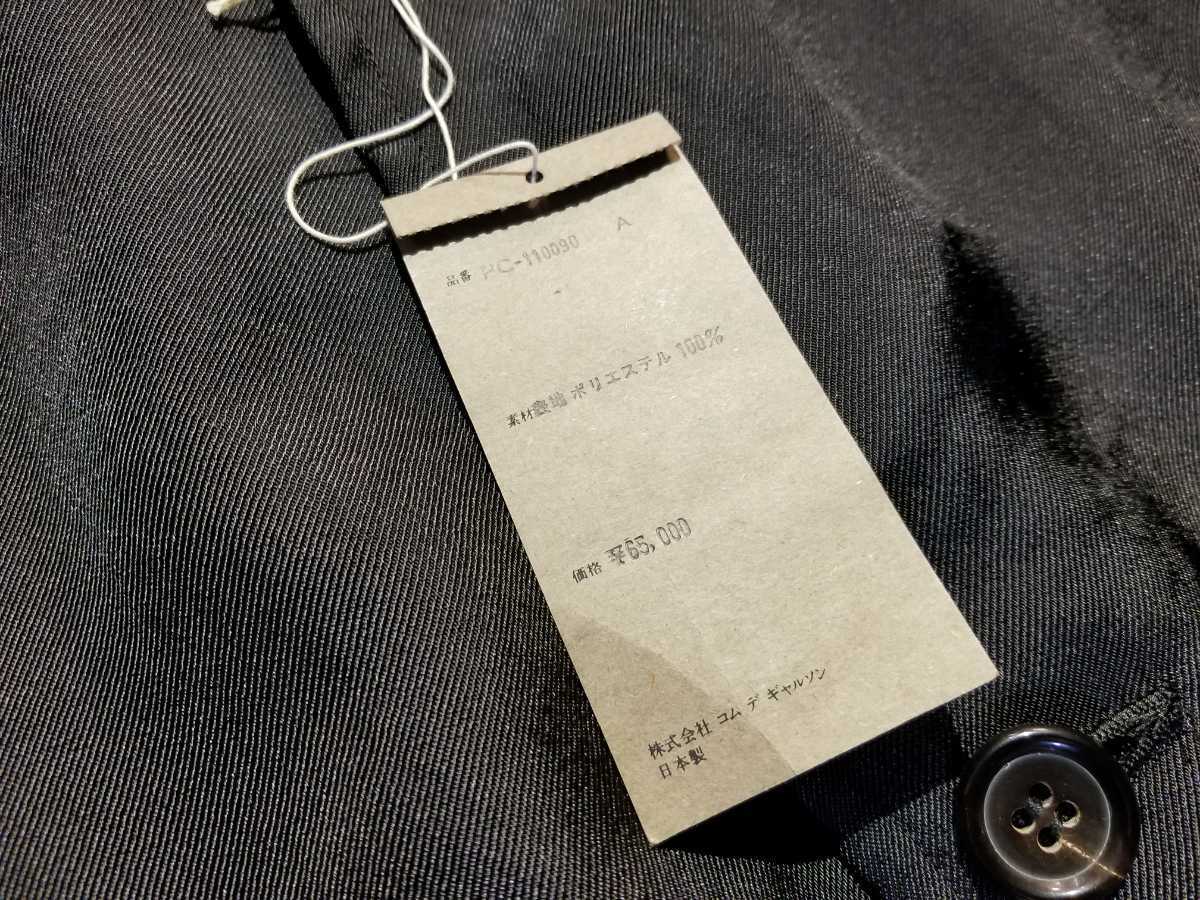 品番 PC-110090 A
素材 表地 ポリエステル 100%
価格 ¥65,000
株式会社 コム デ ギャルソン
日本製